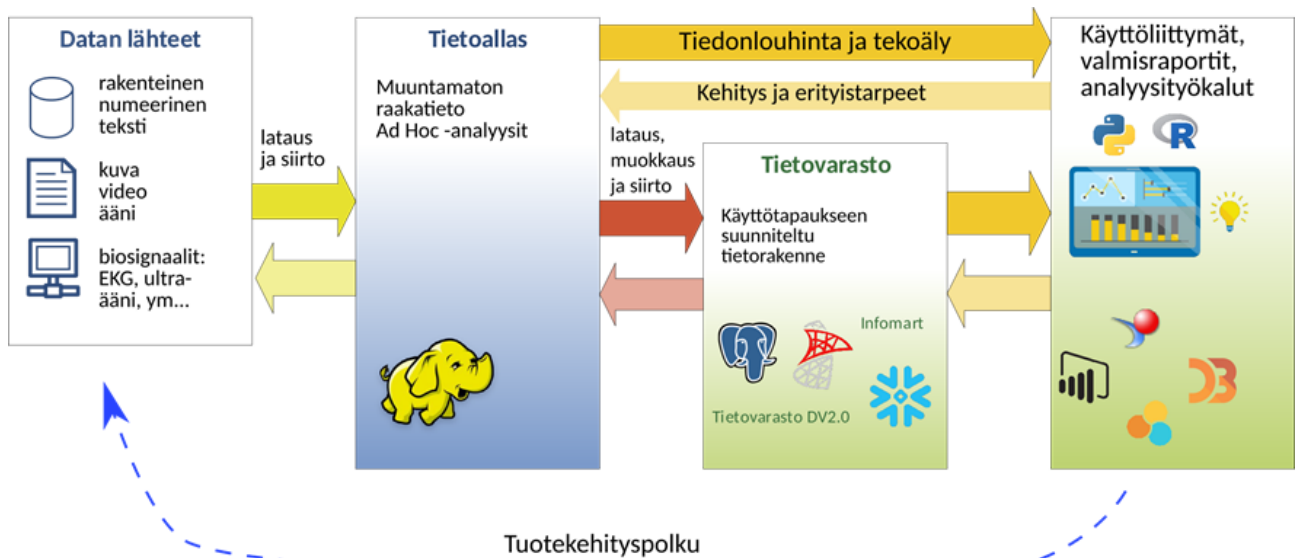 Datan lähteet
rakenteinen
numeerinen
teksti
kuva
video
ääni
biosignaalit:
EKG, ultra-
ääni, ym...
lataus
ja siirto
Tietoallas
Muuntamaton
raakatieto
Ad Hoc -analyysit
Tiedonlouhinta ja tekoäly
Kehitys ja erityistarpeet
lataus,
muokkaus
ja siirto
Tietovarasto
Käyttötapaukseen
suunniteltu
tietorakenne
Infomart
Tietovarasto DV2.0
Käyttöliittymät,
valmisraportit,
analyysityökalut
R
D3
Tuotekehityspolku